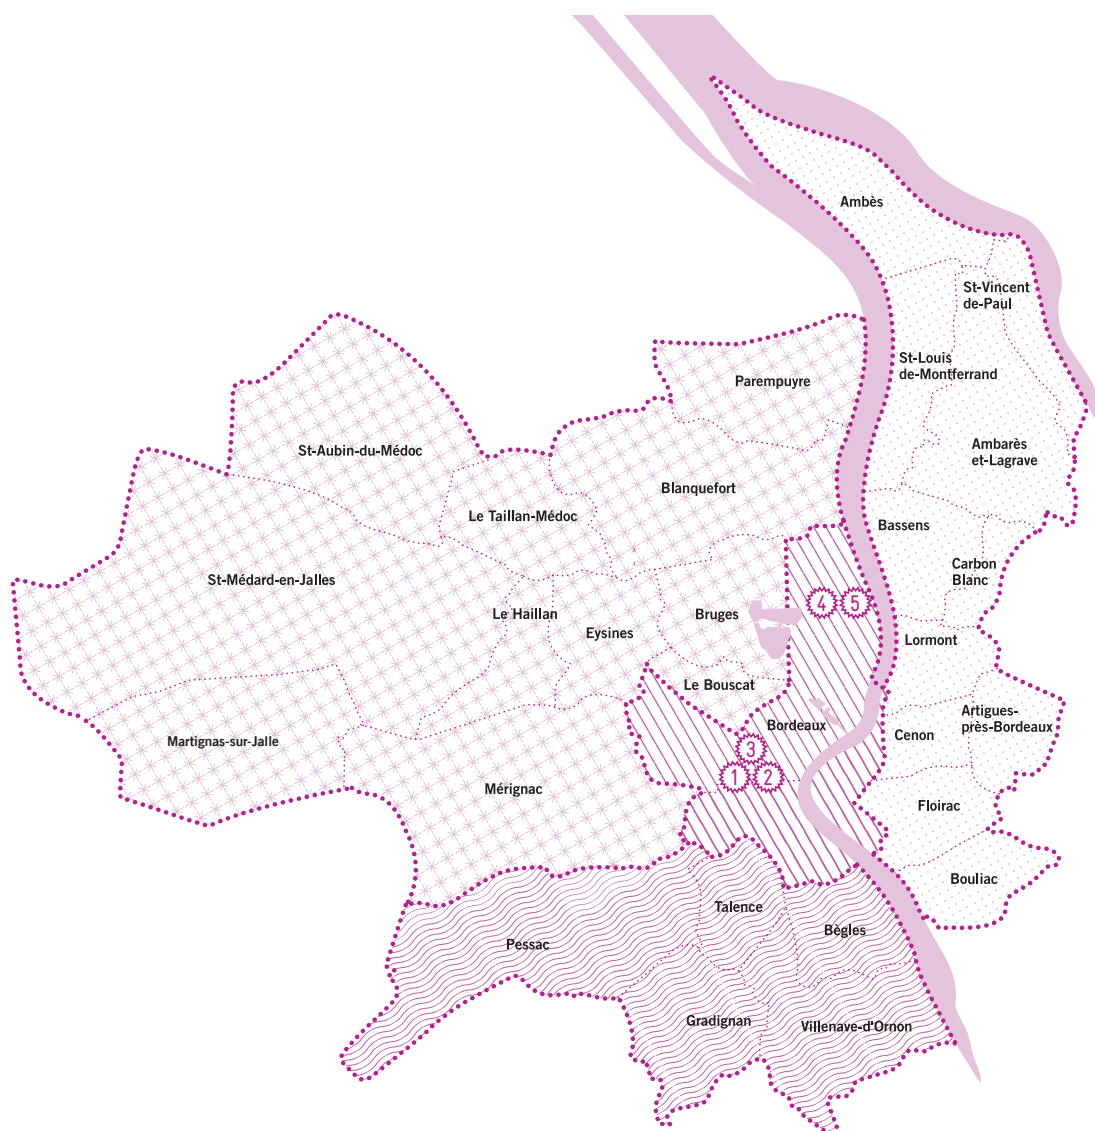 Ambès
St-Vincent
de-Paul
St-Louis
de-Montferrand
Parempuyre
St-Aubin-du-Médoc
Ambarès
et-Lagrave
Blanquefort
Le Taillan-Médoc
Bassens
Carbon
Blanc
St-Médard-en-Jalles
4
5
Le Haillan
Bruges
Eysines
Lormont
Le Bouscat
Artigues-
près-Bordeaux
Bordeaux
Cenon
Martignas-sur-Jalle
3
1
2
Mérignac
Floirac
Bouliac
Talence
Bègles
Pessac
Gradignan
Villenave-d'Ornon